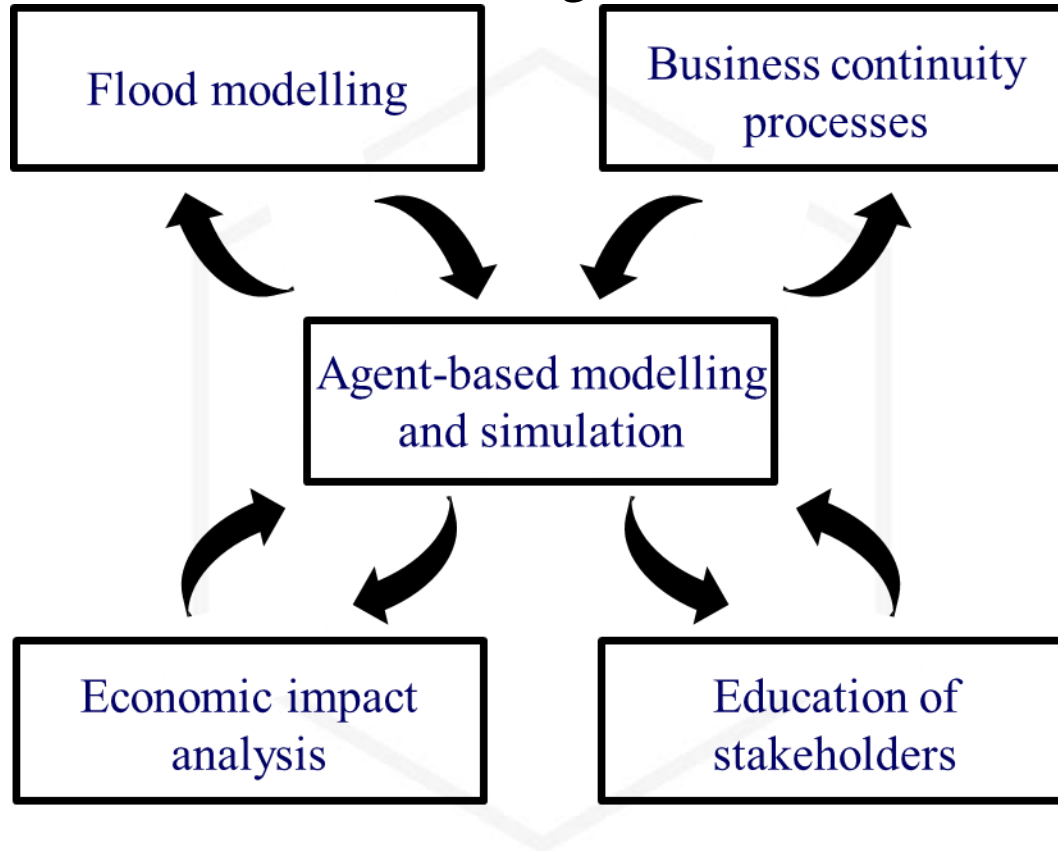 Flood modelling
Business continuity
processes
Agent-based modelling
and simulation
Economic impact
analysis
Education of
stakeholders